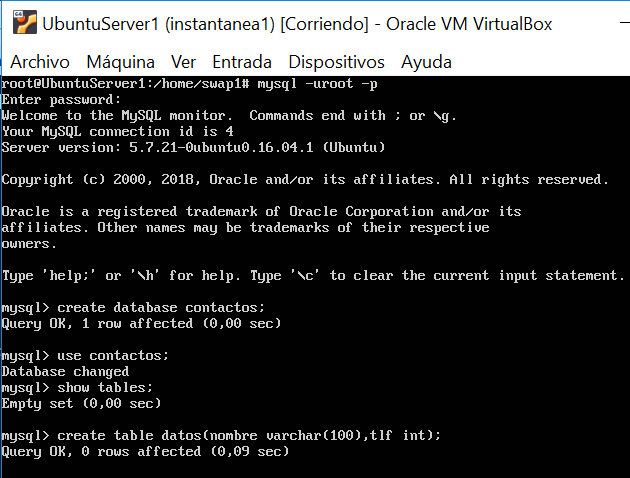 UbuntuServer1 (instantanea1) [Corriendo] - Oracle VM VirtualBox
Archivo Máquina Ver Entrada Dispositivos Ayuda
root@UbuntuServer1:/home/swap1# mysql -uroot -p
Enter password:
Welcome to the MySQL monitor.  Commands end with ; or \g.
Your MySQL connection id is 4
Server version: 5.7.21-0ubuntu0.16.04.1 (Ubuntu)
Copyright (c) 2000, 2018, Oracle and/or its affiliates. All rights reserved.
Oracle is a registered trademark of Oracle Corporation and/or its
affiliates. Other names may be trademarks of their respective
owners.
Type 'help;' or '\h' for help. Type '\c' to clear the current input statement.
mysql> create database contactos;
Query OK, 1 row affected (0,00 sec)
mysql> use contactos;
Database changed
mysql> show tables;
Empty set (0,00 sec)
mysql> create table datos(nombre varchar(100),tlf int);
Query OK, 0 rows affected (0,09 sec)